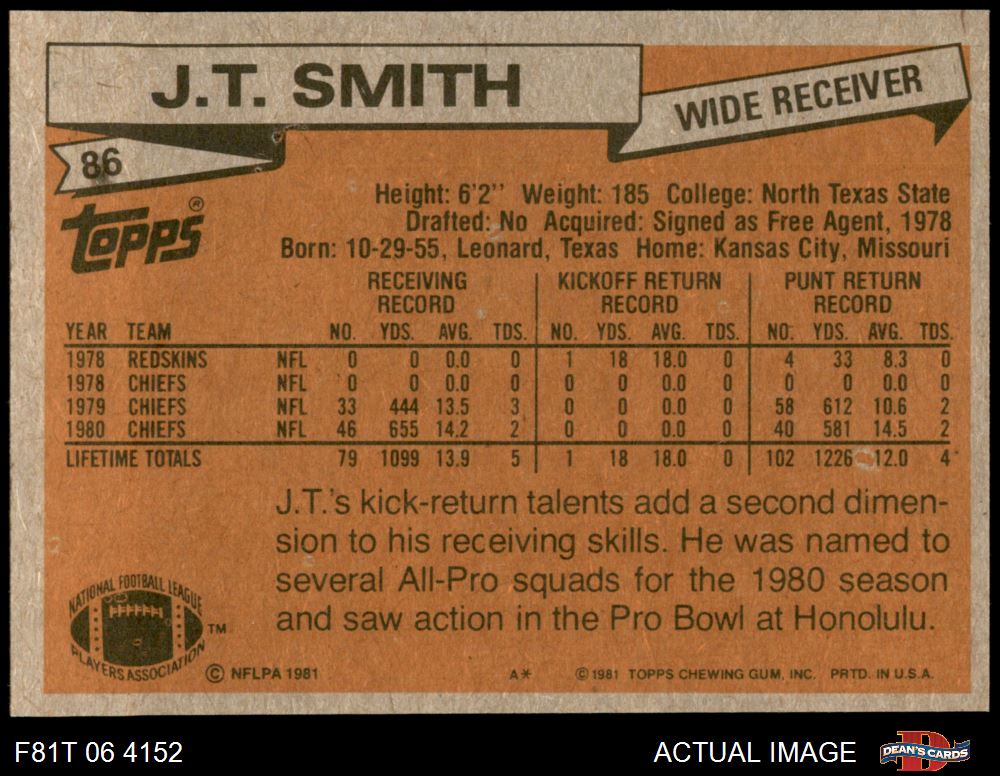 J.T. SMITH
WIDE RECEIVER
86
TOPPS®
Height: 6'2'' Weight: 185 College: North Texas State
Drafted: No Acquired: Signed as Free Agent, 1978
Born: 10-29-55, Leonard, Texas Home: Kansas City, Missouri
RECEIVING RECORD KICKOFF RETURN RECORD PUNT RETURN RECORD
YEAR TEAM NO. YDS. AVG. TDS. NO. YDS. AVG. TDS. NO. YDS. AVG. TDS.
1978 REDSKINS NFL 0 0 0.0 0 1 18 18.0 0 4 33 8.3 0
1978 CHIEFS NFL 0 0 0.0 0 0 0 0.0 0 0 0 0.0 0
1979 CHIEFS NFL 33 444 13.5 3 0 0 0.0 0 58 612 10.6 2
1980 CHIEFS NFL 46 655 14.2 2 0 0 0.0 0 40 581 14.5 2
LIFETIME TOTALS 79 1099 13.9 5 1 18 18.0 0 102 1226 12.0 4
J.T.'s kick-return talents add a second dimen-
sion to his receiving skills. He was named to
several All-Pro squads for the 1980 season
and saw action in the Pro Bowl at Honolulu.
NATIONAL FOOTBALL LEAGUE
PLAYERS ASSOCIATION
TM
© NFLPA 1981 A* ©1981 TOPPS CHEWING GUM, INC. PRTD. IN U.S.A.
F81T 06 4152 ACTUAL IMAGE D DEAN'S CARDS